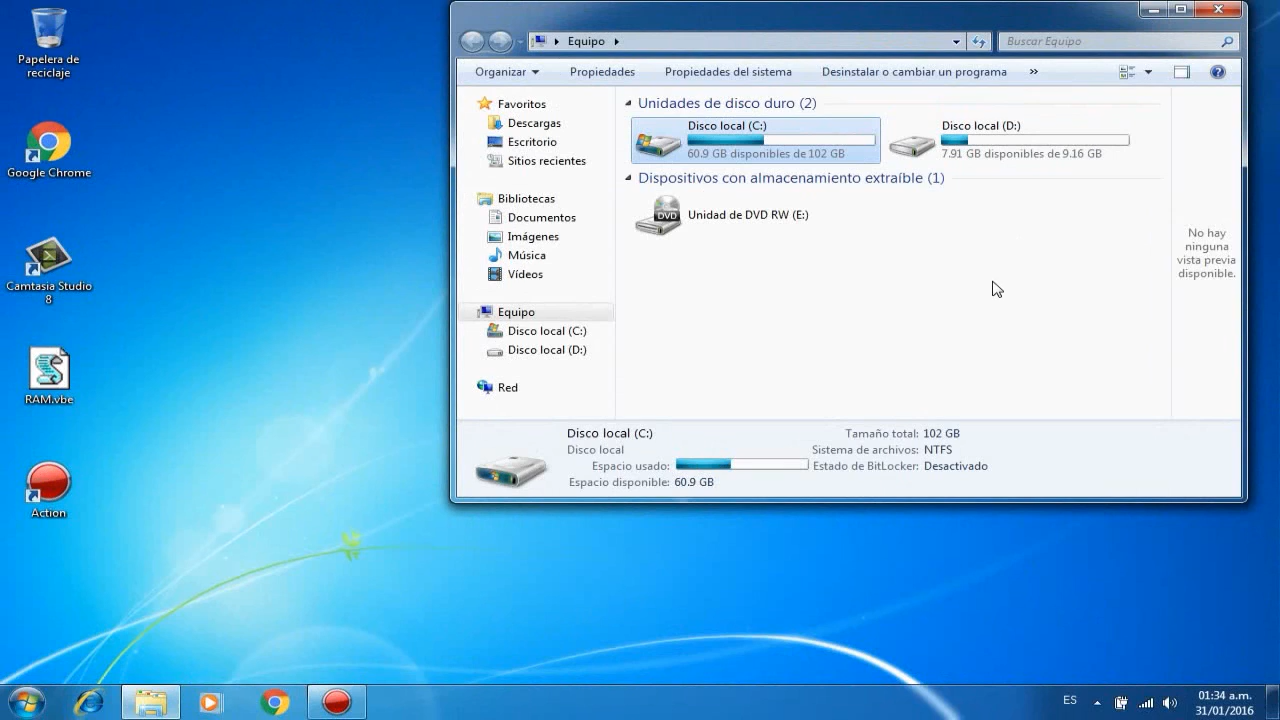 Papelera de
reciclaje
Google Chrome
Camtasia Studio
8
RAM.vbe
Action
Equipo
Buscar Equipo
Organizar
Propiedades
Propiedades del sistema
Desinstalar o cambiar un programa
»
Favoritos
Descargas
Escritorio
Sitios recientes
Bibliotecas
Documentos
Imágenes
Música
Vídeos
Equipo
Disco local (C:)
Disco local (D:)
Red
Unidades de disco duro (2)
Disco local (C:)
60.9 GB disponibles de 102 GB
Disco local (D:)
7.91 GB disponibles de 9.16 GB
Dispositivos con almacenamiento extraíble (1)
DVD
Unidad de DVD RW (E:)
No hay
ninguna
vista previa
disponible.
Disco local (C:)
Disco local
Espacio usado:
Espacio disponible: 60.9 GB
Tamaño total: 102 GB
Sistema de archivos: NTFS
Estado de BitLocker: Desactivado
ES
01:34 a.m.
31/01/2016